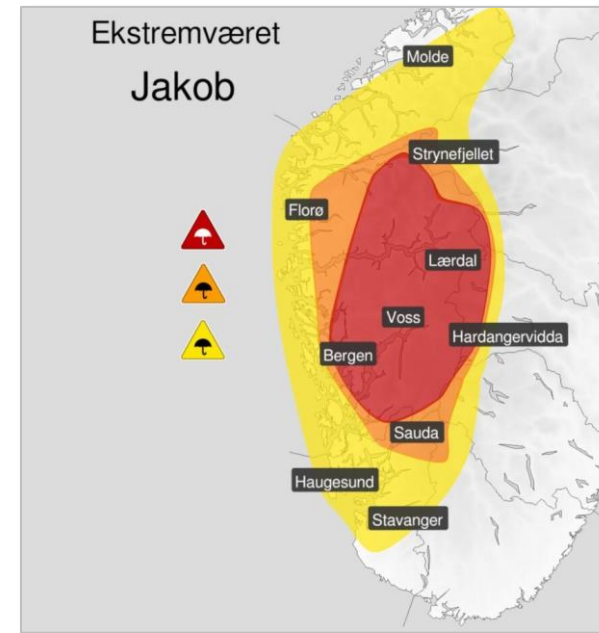 Ekstremværet
Jakob
Molde
Strynefjellet
Florø
Lærdal
Voss
Hardangervidda
Bergen
Sauda
Haugesund
Stavanger